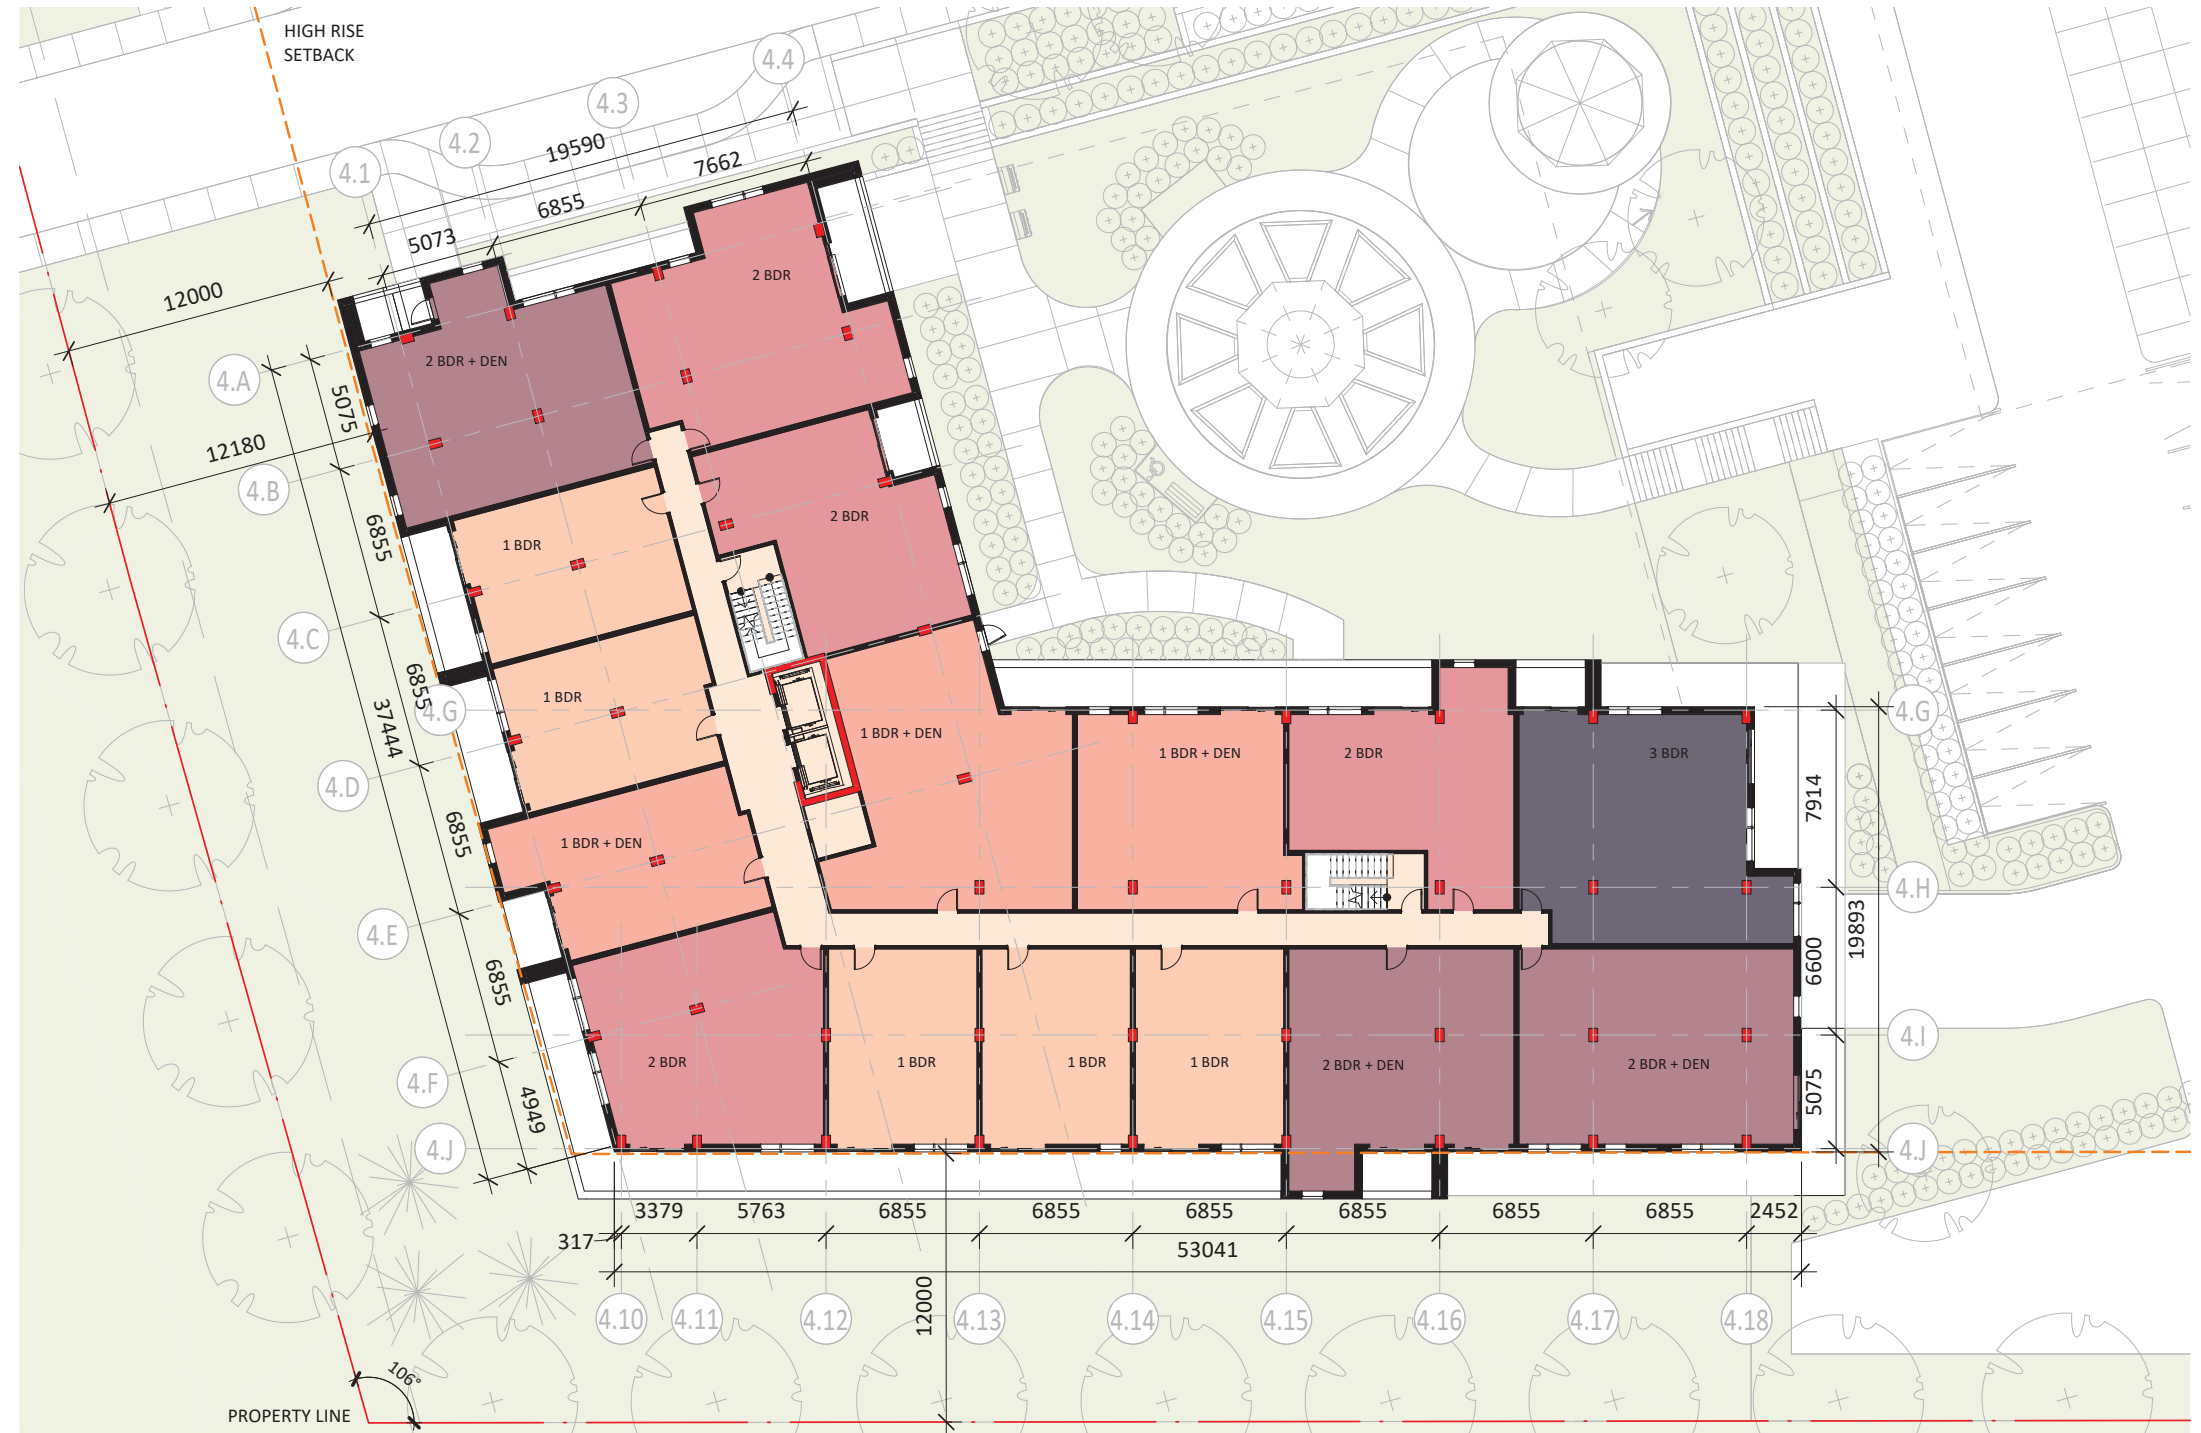 HIGH RISE
SETBACK
4.4
4.3
4.2
4.1
19590
7662
6855
5073
12000
2 BDR
2 BDR + DEN
4.A
5075
12180
4.B
2 BDR
6855
1 BDR
4.C
6855
1 BDR
4.G
37444
1 BDR + DEN
1 BDR + DEN
2 BDR
3 BDR
4.G
4.D
7914
6855
1 BDR + DEN
4.H
4.E
19893
6600
6855
4.I
2 BDR
1 BDR
1 BDR
1 BDR
2 BDR + DEN
2 BDR + DEN
4.F
5075
4949
4.J
4.J
3379
5763
6855
6855
6855
6855
6855
6855
2452
317
53041
12000
4.10
4.11
4.12
4.13
4.14
4.15
4.16
4.17
4.18
106°
PROPERTY LINE